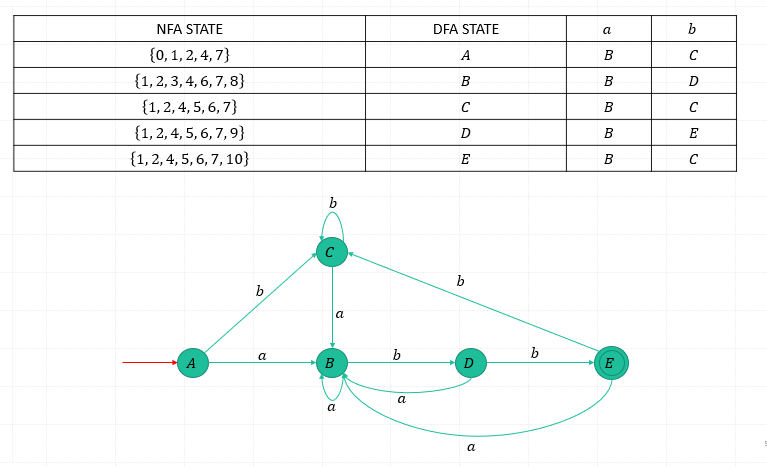 NFA STATE DFA STATE a b
{0, 1, 2, 4, 7} A B C
{1, 2, 3, 4, 6, 7, 8} B B D
{1, 2, 4, 5, 6, 7} C B C
{1, 2, 4, 5, 6, 7, 9} D B E
{1, 2, 4, 5, 6, 7, 10} E B C
b
C
b
b
a
a
b
b
A
B
D
E
a
a
a